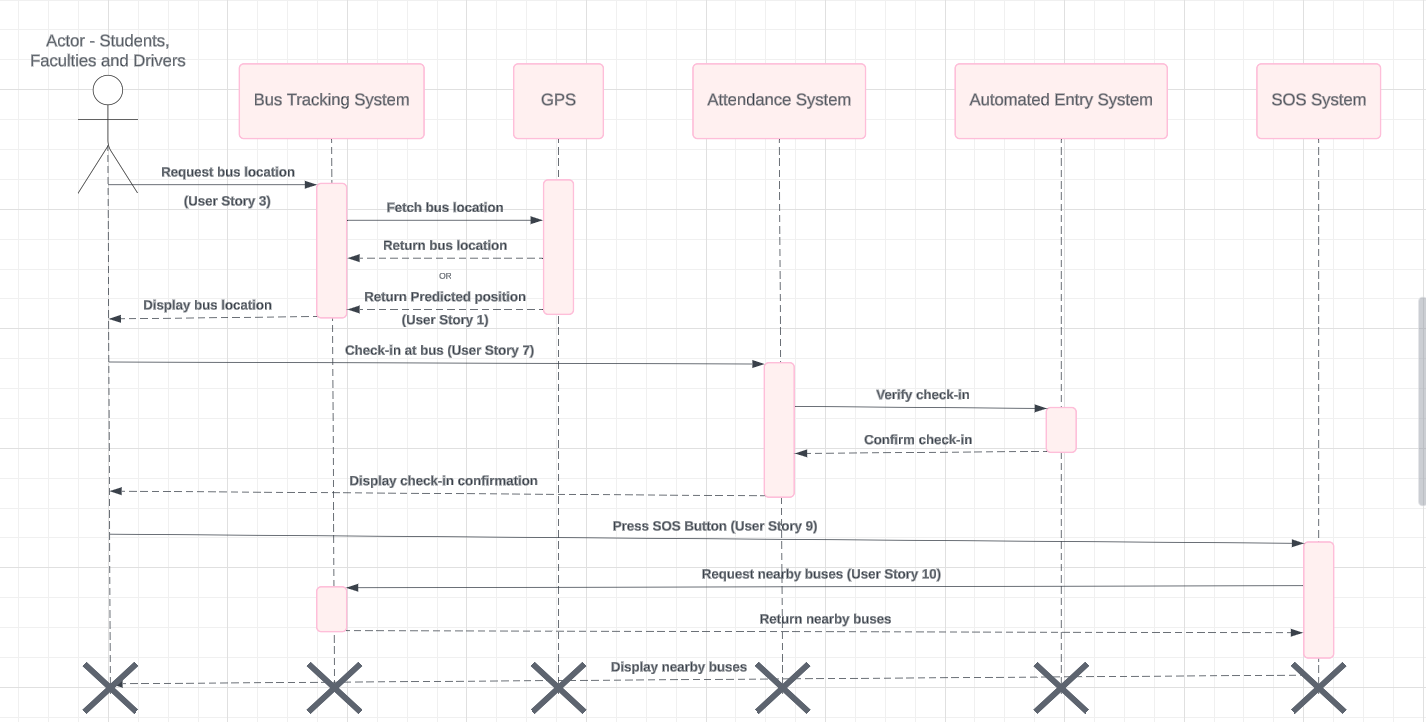 Actor - Students,
Faculties and Drivers
Bus Tracking System
GPS
Attendance System
Automated Entry System
SOS System
Request bus location
(User Story 3)
Fetch bus location
Return bus location
OR
Return Predicted position
(User Story 1)
Display bus location
Check-in at bus (User Story 7)
Verify check-in
Confirm check-in
Display check-in confirmation
Press SOS Button (User Story 9)
Request nearby buses (User Story 10)
Return nearby buses
Display nearby buses